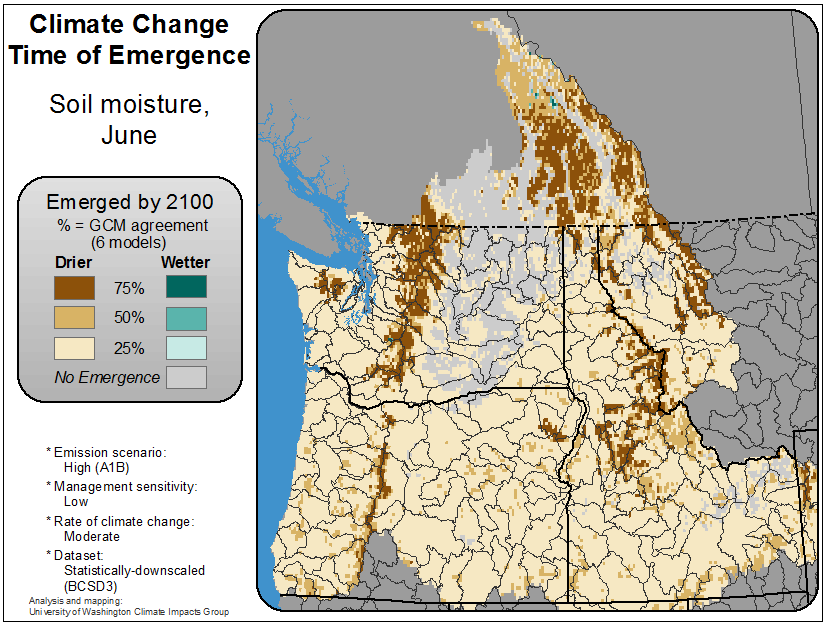 Climate Change
Time of Emergence
Soil moisture,
June
Emerged by 2100
% = GCM agreement
(6 models)
Drier Wetter
75%
50%
25%
No Emergence
* Emission scenario:
High (A1B)
* Management sensitivity:
Low
* Rate of climate change:
Moderate
* Dataset:
Statistically-downscaled
(BCSD3)
Analysis and mapping:
University of Washington Climate Impacts Group